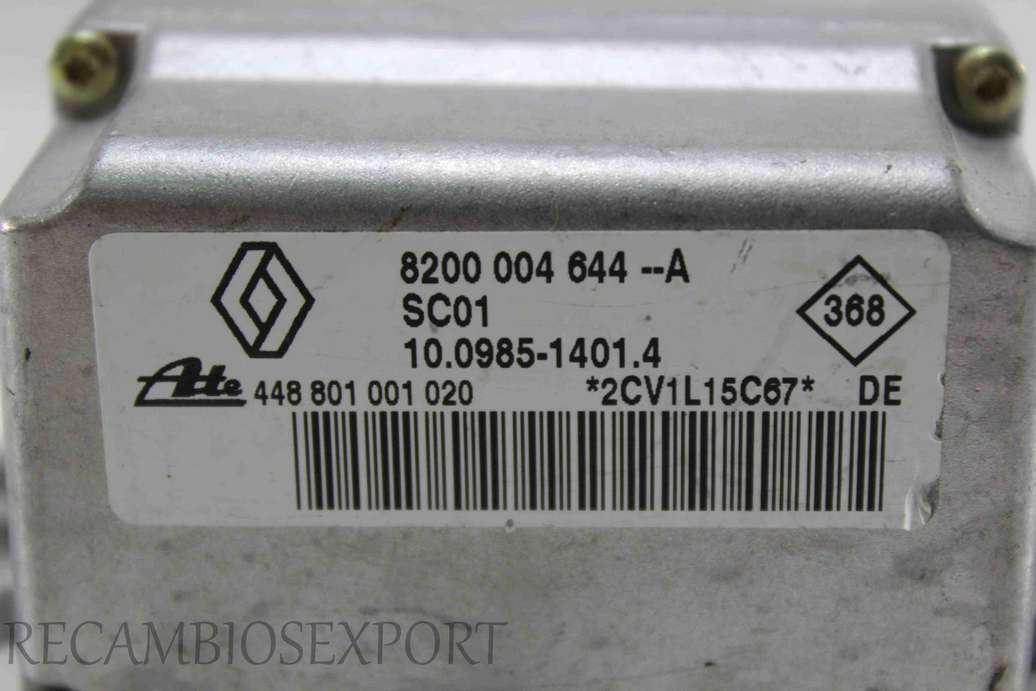 8200 004 644 --A
SC01
10.0985-1401.4
368
Ate 448 801 001 020 *2CV1L15C67* DE
RECAMBIOSEXPORT